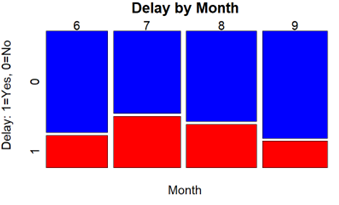 Delay by Month
6 7 8 9
Delay: 1=Yes, 0=No
0
1
Month